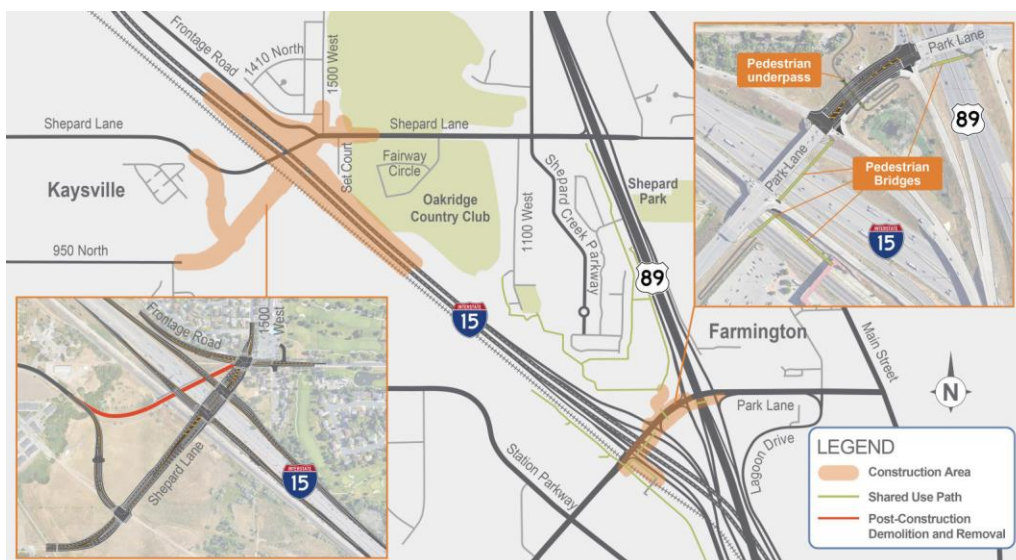 Frontage Road
1410 North
1500 West
Shepard Lane
Shepard Lane
Set Court
Fairway
Circle
Kaysville
Oakridge
Country Club
950 North
1100 West
Shepard Creek Parkway
Shepard
Park
89
INTERSTATE
15
Farmington
Main Street
Park Lane
Lagoon Drive
Station Parkway
N
Pedestrian
underpass
Park Lane
89
Park Lane
Pedestrian
Bridges
INTERSTATE
15
Frontage Road
1500
West
Shepard Lane
INTERSTATE
15
LEGEND
Construction Area
Shared Use Path
Post-Construction
Demolition and Removal